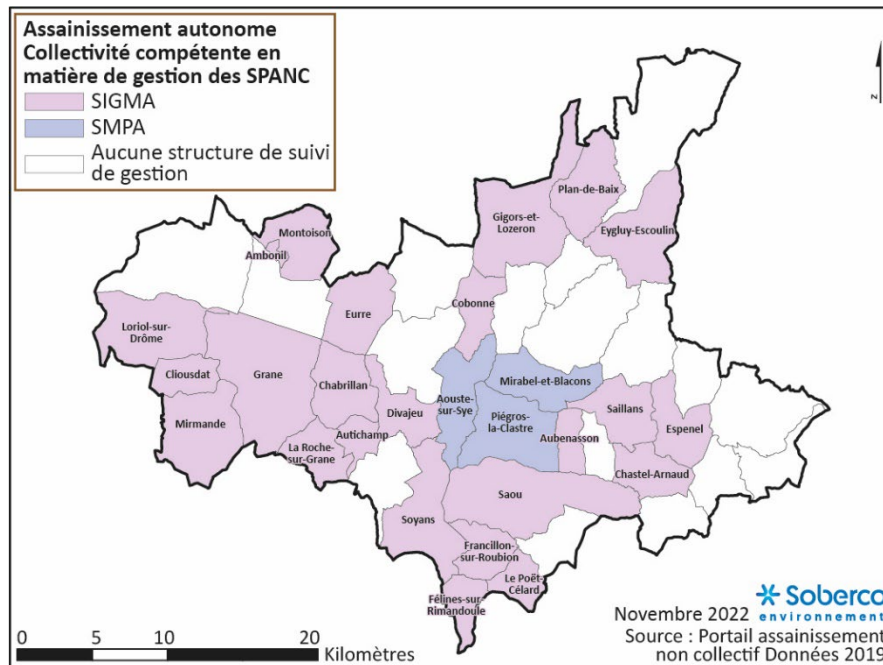 Assainissement autonome
Collectivité compétente en
matière de gestion des SPANC
SIGMA
SMPA
Aucune structure de suivi
de gestion
N
Plan-de-Baix
Gigors-et-
Lozeron
Eygluy-Escoulin
Montoison
Ambonil
Cobonne
Eurre
Loriol-sur-
Drôme
Cliousdat
Grane
Chabrillan
Mirabel-et-Blacons
Aouste-
sur-Sye
Saillans
Mirmande
Divajeu
Piégros-
la-Clastre
Espenel
Autichamp
Aubenasson
La Roche-
sur-Grane
Chastel-Arnaud
Saou
Soyans
Francillon-
sur-Roubion
Le Poët-
Célard
Félines-sur-
Rimandoule
0 5 10 20
Kilomètres
Novembre 2022
Soberco
environnement
Source : Portail assainissement
non collectif Données 2019